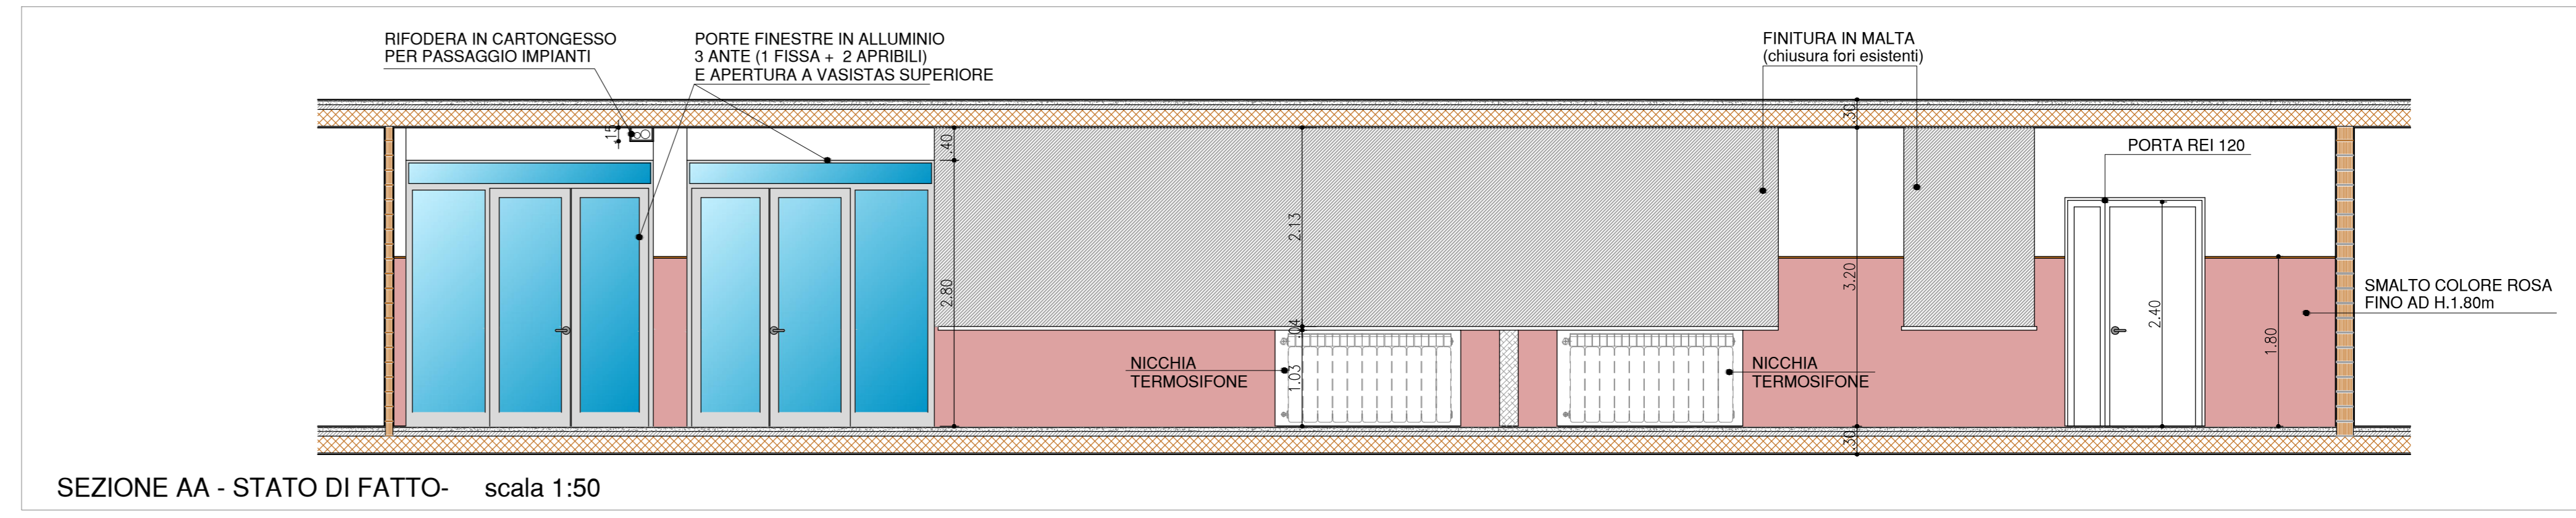 RIFODERA IN CARTONGESSO
PER PASSAGGIO IMPIANTI
PORTE FINESTRE IN ALLUMINIO
3 ANTE (1 FISSA + 2 APRIBILI)
E APERTURA A VASISTAS SUPERIORE
FINITURA IN MALTA
(chiusura fori esistenti)
.30
.15
.40
PORTA REI 120
2.13
2.80
3.20
SMALTO COLORE ROSA
FINO AD H.1.80m
2.40
.04
1.80
NICCHIA
TERMOSIFONE
1.03
NICCHIA
TERMOSIFONE
.30
SEZIONE AA - STATO DI FATTO- scala 1:50